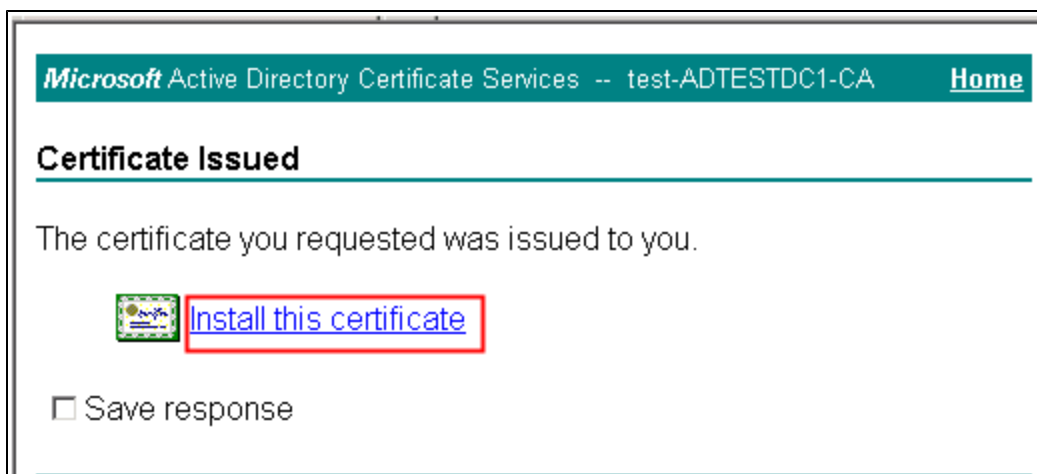 Microsoft Active Directory Certificate Services -- test-ADTESTDC1-CA Home
Certificate Issued
The certificate you requested was issued to you.
Install this certificate
Save response